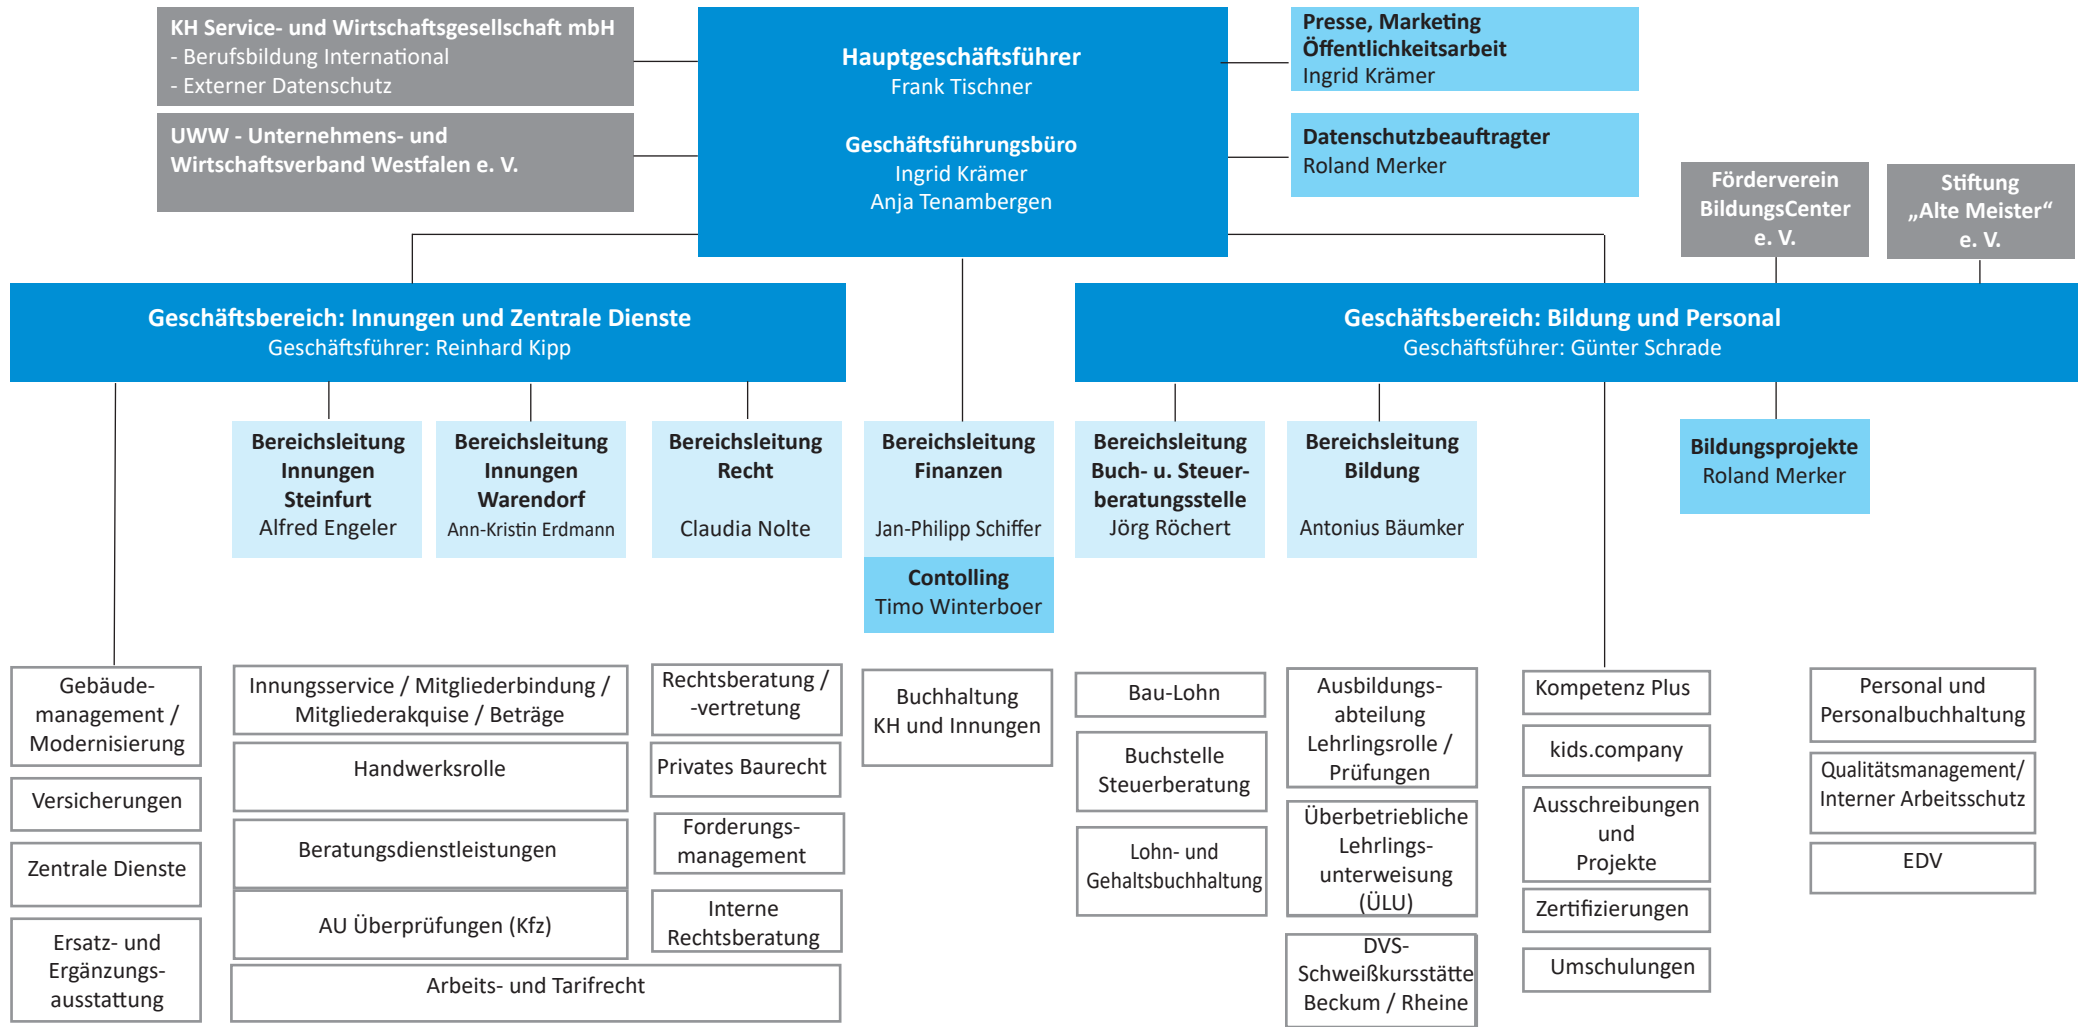 KH Service- und Wirtschaftsgesellschaft mbH
- Berufsbildung International
- Externer Datenschutz
UWW - Unternehmens- und
Wirtschaftsverband Westfalen e. V.
Hauptgeschäftsführer
Frank Tischner
Geschäftsführungsbüro
Ingrid Krämer
Anja Tenambergen
Presse, Marketing
Öffentlichkeitsarbeit
Ingrid Krämer
Datenschutzbeauftragter
Roland Merker
Förderverein
BildungsCenter
e. V.
Stiftung
„Alte Meister“
e. V.
Geschäftsbereich: Innungen und Zentrale Dienste
Geschäftsführer: Reinhard Kipp
Geschäftsbereich: Bildung und Personal
Geschäftsführer: Günter Schrade
Bereichsleitung
Innungen
Steinfurt
Alfred Engeler
Bereichsleitung
Innungen
Warendorf
Ann-Kristin Erdmann
Bereichsleitung
Recht
Claudia Nolte
Bereichsleitung
Finanzen
Jan-Philipp Schiffer
Contolling
Timo Winterboer
Bereichsleitung
Buch- u. Steuer-
beratungsstelle
Jörg Röchert
Bereichsleitung
Bildung
Antonius Bäumker
Bildungsprojekte
Roland Merker
Gebäude-
management /
Modernisierung
Versicherungen
Zentrale Dienste
Ersatz- und
Ergänzungs-
ausstattung
Innungsservice / Mitgliederbindung /
Mitgliederakquise / Beträge
Handwerksrolle
Beratungsdienstleistungen
AU Überprüfungen (Kfz)
Arbeits- und Tarifrecht
Rechtsberatung /
-vertretung
Privates Baurecht
Forderungs-
management
Interne
Rechtsberatung
Buchhaltung
KH und Innungen
Bau-Lohn
Buchstelle
Steuerberatung
Lohn- und
Gehaltsbuchhaltung
Ausbildungs-
abteilung
Lehrlingsrolle /
Prüfungen
Überbetriebliche
Lehrlings-
unterweisung
(ÜLU)
DVS-
Schweißkursstätte
Beckum / Rheine
Kompetenz Plus
kids.company
Ausschreibungen
und
Projekte
Zertifizierungen
Umschulungen
Personal und
Personalbuchhaltung
Qualitätsmanagement/
Interner Arbeitsschutz
EDV